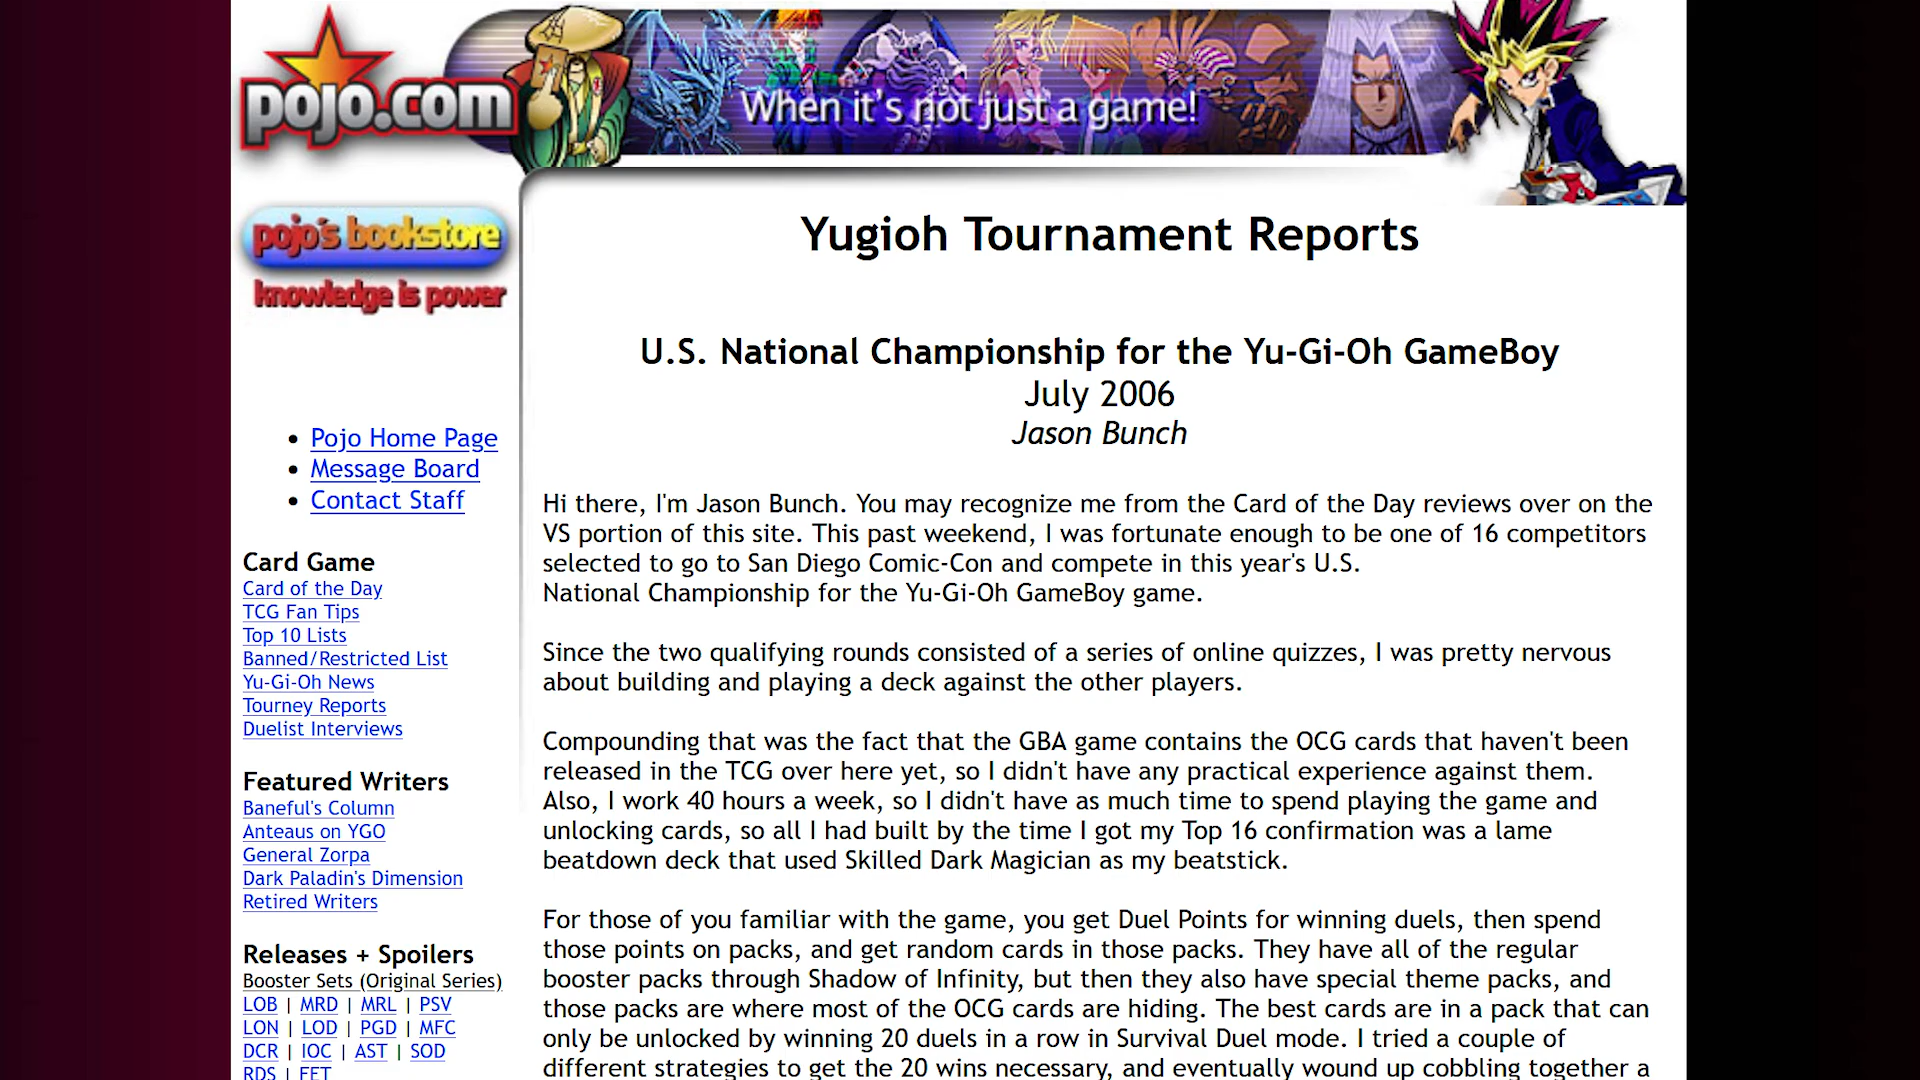 pojo.com
When it's not just a game!
pojo's bookstore
knowledge is power
Pojo Home Page
Message Board
Contact Staff
Card Game
Card of the Day
TCG Fan Tips
Top 10 Lists
Banned/Restricted List
Yu-Gi-Oh News
Tourney Reports
Duelist Interviews
Featured Writers
Baneful's Column
Anteaus on YGO
General Zorpa
Dark Paladin's Dimension
Retired Writers
Releases + Spoilers
Booster Sets (Original Series)
LOB | MRD | MRL | PSV
LON | LOD | PGD | MFC
DCR | IOC | AST | SOD
RDS | FET
Yugioh Tournament Reports
U.S. National Championship for the Yu-Gi-Oh GameBoy
July 2006
Jason Bunch
Hi there, I'm Jason Bunch. You may recognize me from the Card of the Day reviews over on the
VS portion of this site. This past weekend, I was fortunate enough to be one of 16 competitors
selected to go to San Diego Comic-Con and compete in this year's U.S.
National Championship for the Yu-Gi-Oh GameBoy game.
Since the two qualifying rounds consisted of a series of online quizzes, I was pretty nervous
about building and playing a deck against the other players.
Compounding that was the fact that the GBA game contains the OCG cards that haven't been
released in the TCG over here yet, so I didn't have any practical experience against them.
Also, I work 40 hours a week, so I didn't have as much time to spend playing the game and
unlocking cards, so all I had built by the time I got my Top 16 confirmation was a lame
beatdown deck that used Skilled Dark Magician as my beatstick.
For those of you familiar with the game, you get Duel Points for winning duels, then spend
those points on packs, and get random cards in those packs. They have all of the regular
booster packs through Shadow of Infinity, but then they also have special theme packs, and
those packs are where most of the OCG cards are hiding. The best cards are in a pack that can
only be unlocked by winning 20 duels in a row in Survival Duel mode. I tried a couple of
different strategies to get the 20 wins necessary, and eventually wound up cobbling together a